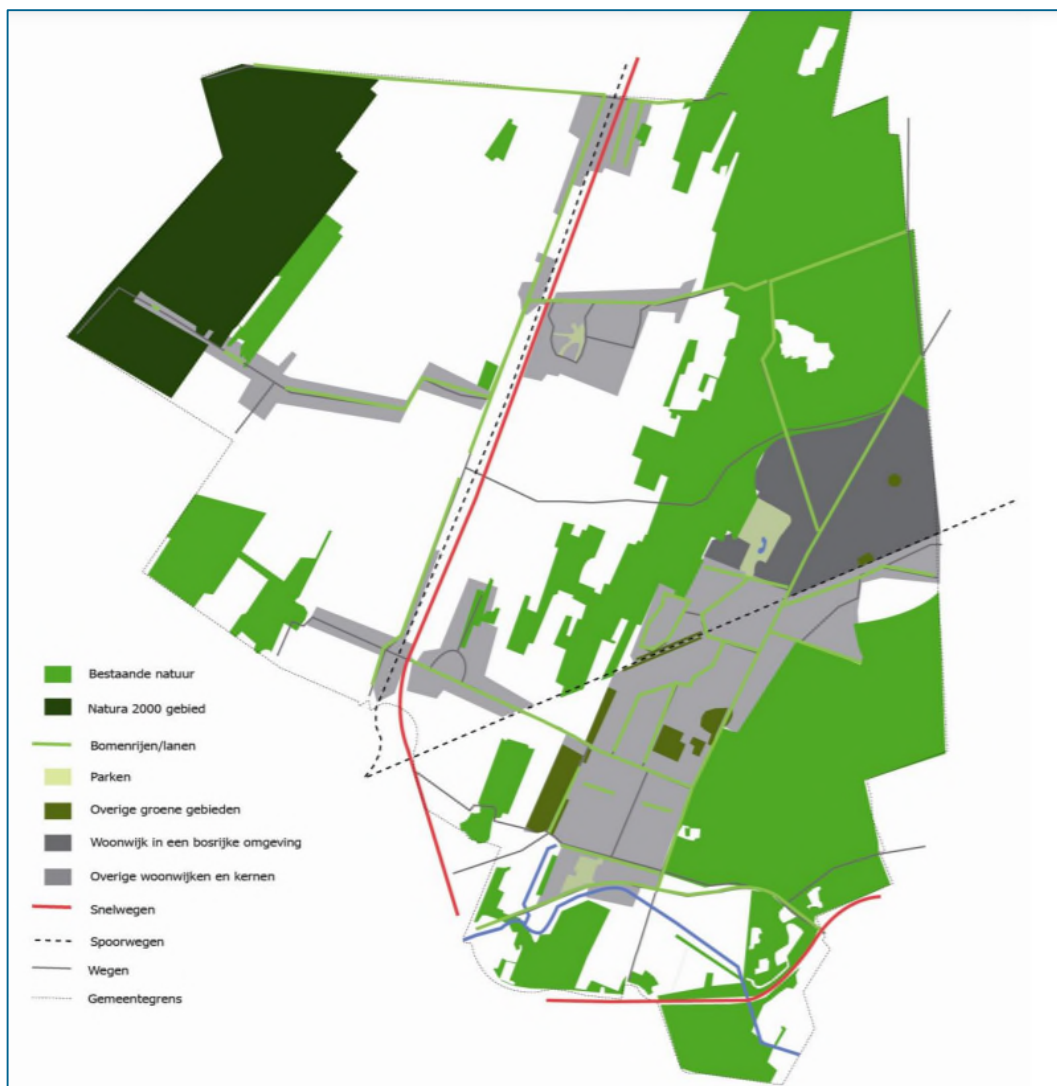 Bestaande natuur
Natura 2000 gebied
Bomenrijen/lanen
Parken
Overige groene gebieden
Woonwijk in een bosrijke omgeving
Overige woonwijken en kernen
Snelwegen
Spoorwegen
Wegen
Gemeentegrens